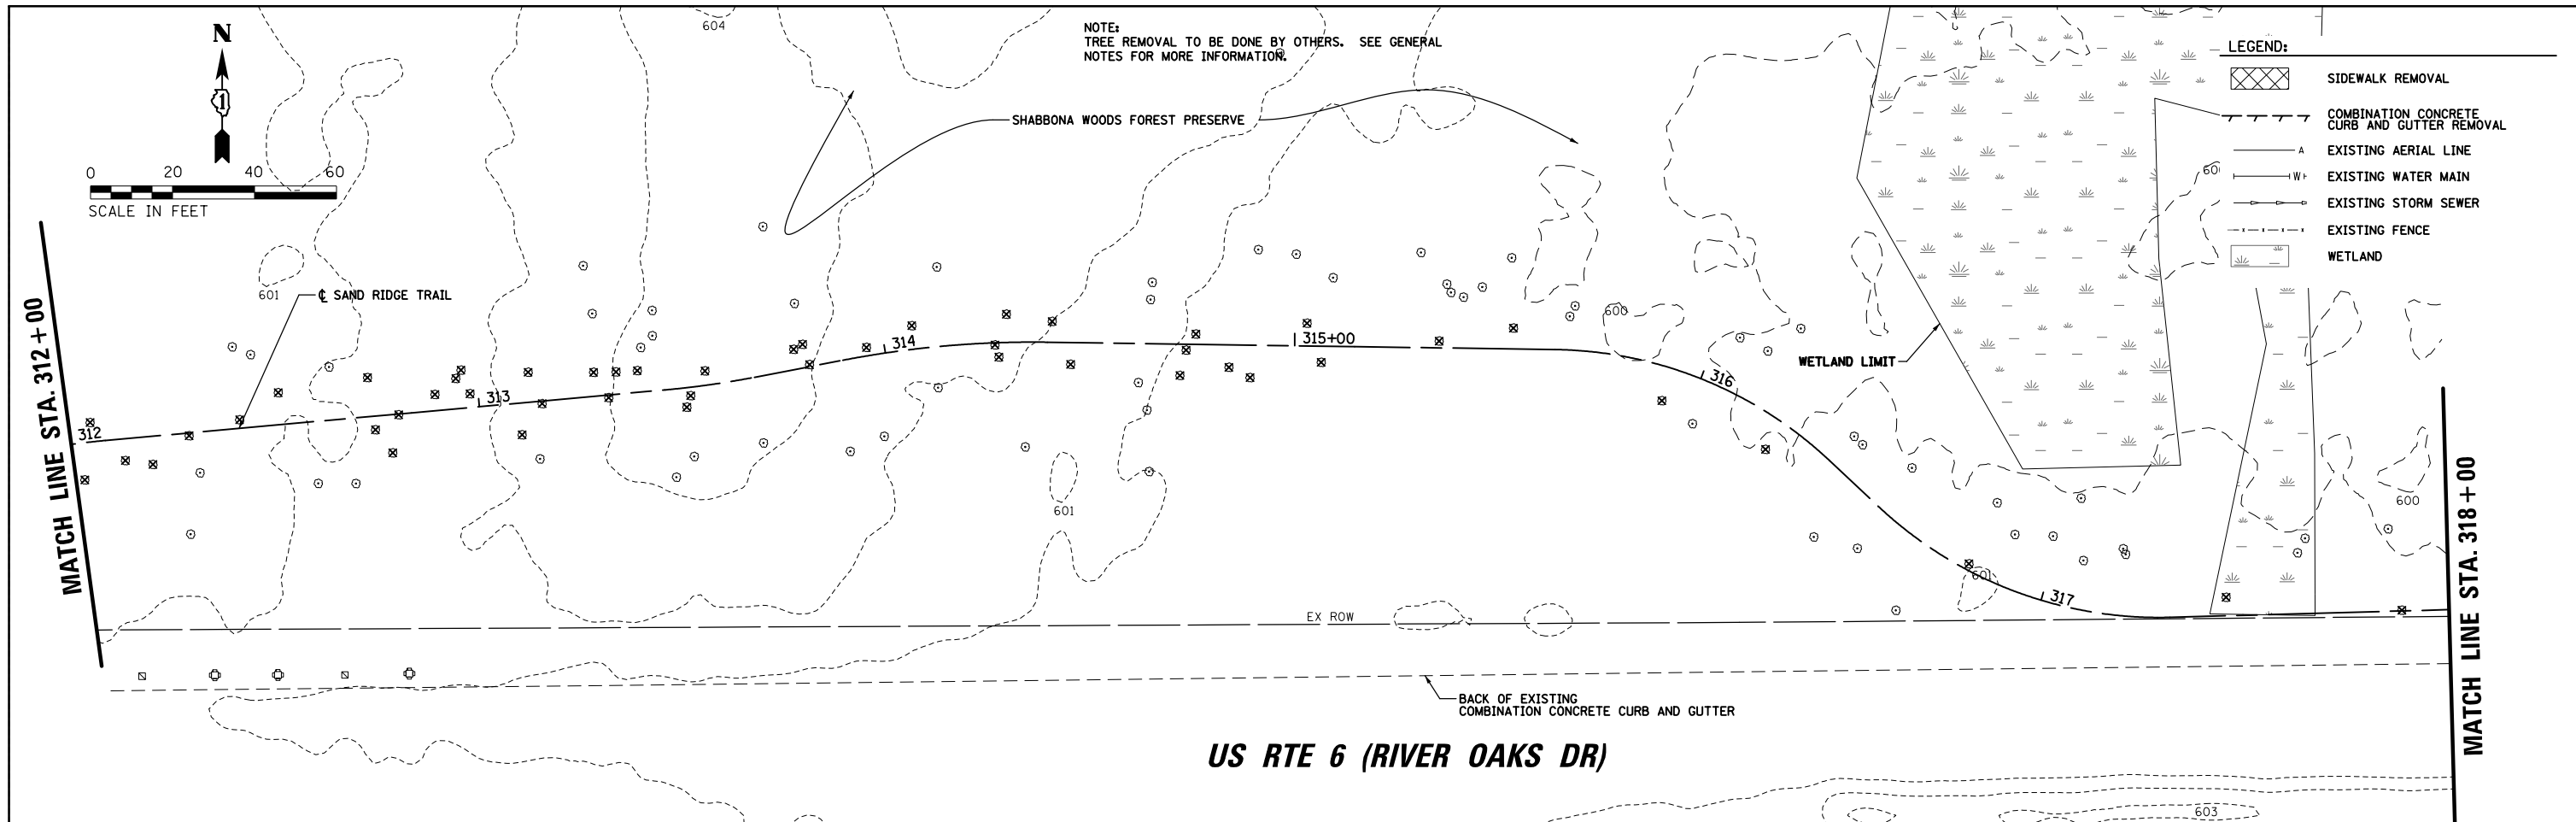 604
NOTE:
TREE REMOVAL TO BE DONE BY OTHERS. SEE GENERAL
NOTES FOR MORE INFORMATION.
N
1
0 20 40 60
SCALE IN FEET
SHABBONA WOODS FOREST PRESERVE
LEGEND:
SIDEWALK REMOVAL
COMBINATION CONCRETE
CURB AND GUTTER REMOVAL
A
EXISTING AERIAL LINE
W
EXISTING WATER MAIN
EXISTING STORM SEWER
EXISTING FENCE
WETLAND
MATCH LINE STA. 312+00
601
℄ SAND RIDGE TRAIL
312
313
314
315+00
600
316
WETLAND LIMIT
601
601
317
600
MATCH LINE STA. 318+00
EX ROW
BACK OF EXISTING
COMBINATION CONCRETE CURB AND GUTTER
US RTE 6 (RIVER OAKS DR)
603